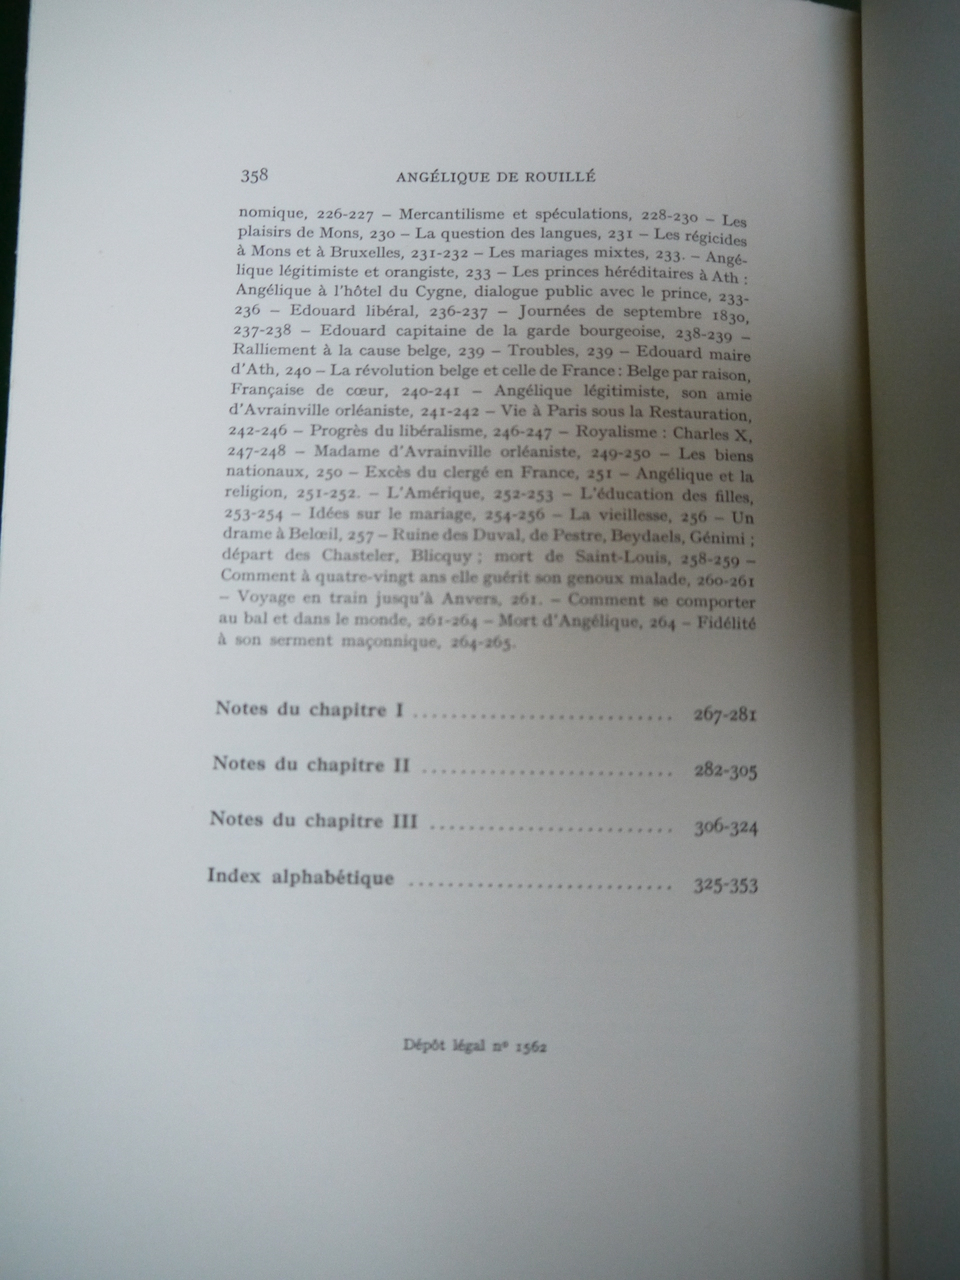 358 ANGÉLIQUE DE ROUILLÉ
nomique, 226-227 – Mercantilisme et spéculations, 228-230 – Les
plaisirs de Mons, 230 – La question des langues, 231 – Les régicides
à Mons et à Bruxelles, 231-232 – Les mariages mixtes, 233. – Angé-
lique légitimiste et orangiste, 233 – Les princes héréditaires à Ath :
Angélique à l'hôtel du Cygne, dialogue public avec le prince, 233-
236 – Edouard libéral, 236-237 – Journées de septembre 1830,
237-238 – Edouard capitaine de la garde bourgeoise, 238-239 –
Ralliement à la cause belge, 239 – Troubles, 239 – Edouard maire
d'Ath, 240 – La révolution belge et celle de France : Belge par raison,
Française de cœur, 240-241 – Angélique légitimiste, son amie
d'Avrainville orléaniste, 241-242 – Vie à Paris sous la Restauration,
242-246 – Progrès du libéralisme, 246-247 – Royalisme : Charles X,
247-248 – Madame d'Avrainville orléaniste, 249-250 – Les biens
nationaux, 250 – Excès du clergé en France, 251 – Angélique et la
religion, 251-252. – L'Amérique, 252-253 – L'éducation des filles,
253-254 – Idées sur le mariage, 254-256 – La vieillesse, 256 – Un
drame à Belœil, 257 – Ruine des Duval, de Pestre, Beydaels, Génimi ;
départ des Chasteler, Blicquy ; mort de Saint-Louis, 258-259 –
Comment à quatre-vingt ans elle guérit son genoux malade, 260-261
– Voyage en train jusqu'à Anvers, 261. – Comment se comporter
au bal et dans le monde, 261-264 – Mort d'Angélique, 264 – Fidélité
à son serment maçonnique, 264-265.
Notes du chapitre I .......................... 267-281
Notes du chapitre II ......................... 282-305
Notes du chapitre III ........................ 306-324
Index alphabétique .......................... 325-353
Dépôt légal nº 1562